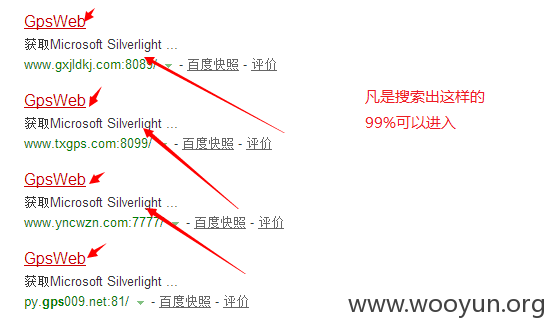 GpsWeb
获取Microsoft Silverlight ...
www.gxjldkj.com:8089/ - 百度快照 - 评价
凡是搜索出这样的
99%可以进入
GpsWeb
获取Microsoft Silverlight ...
www.txgps.com:8099/ - 百度快照 - 评价
GpsWeb
获取Microsoft Silverlight ...
www.yncwzn.com:7777/ - 百度快照 - 评价
GpsWeb
获取Microsoft Silverlight ...
py.gps009.net:81/ - 百度快照 - 评价
www.wooyun.org